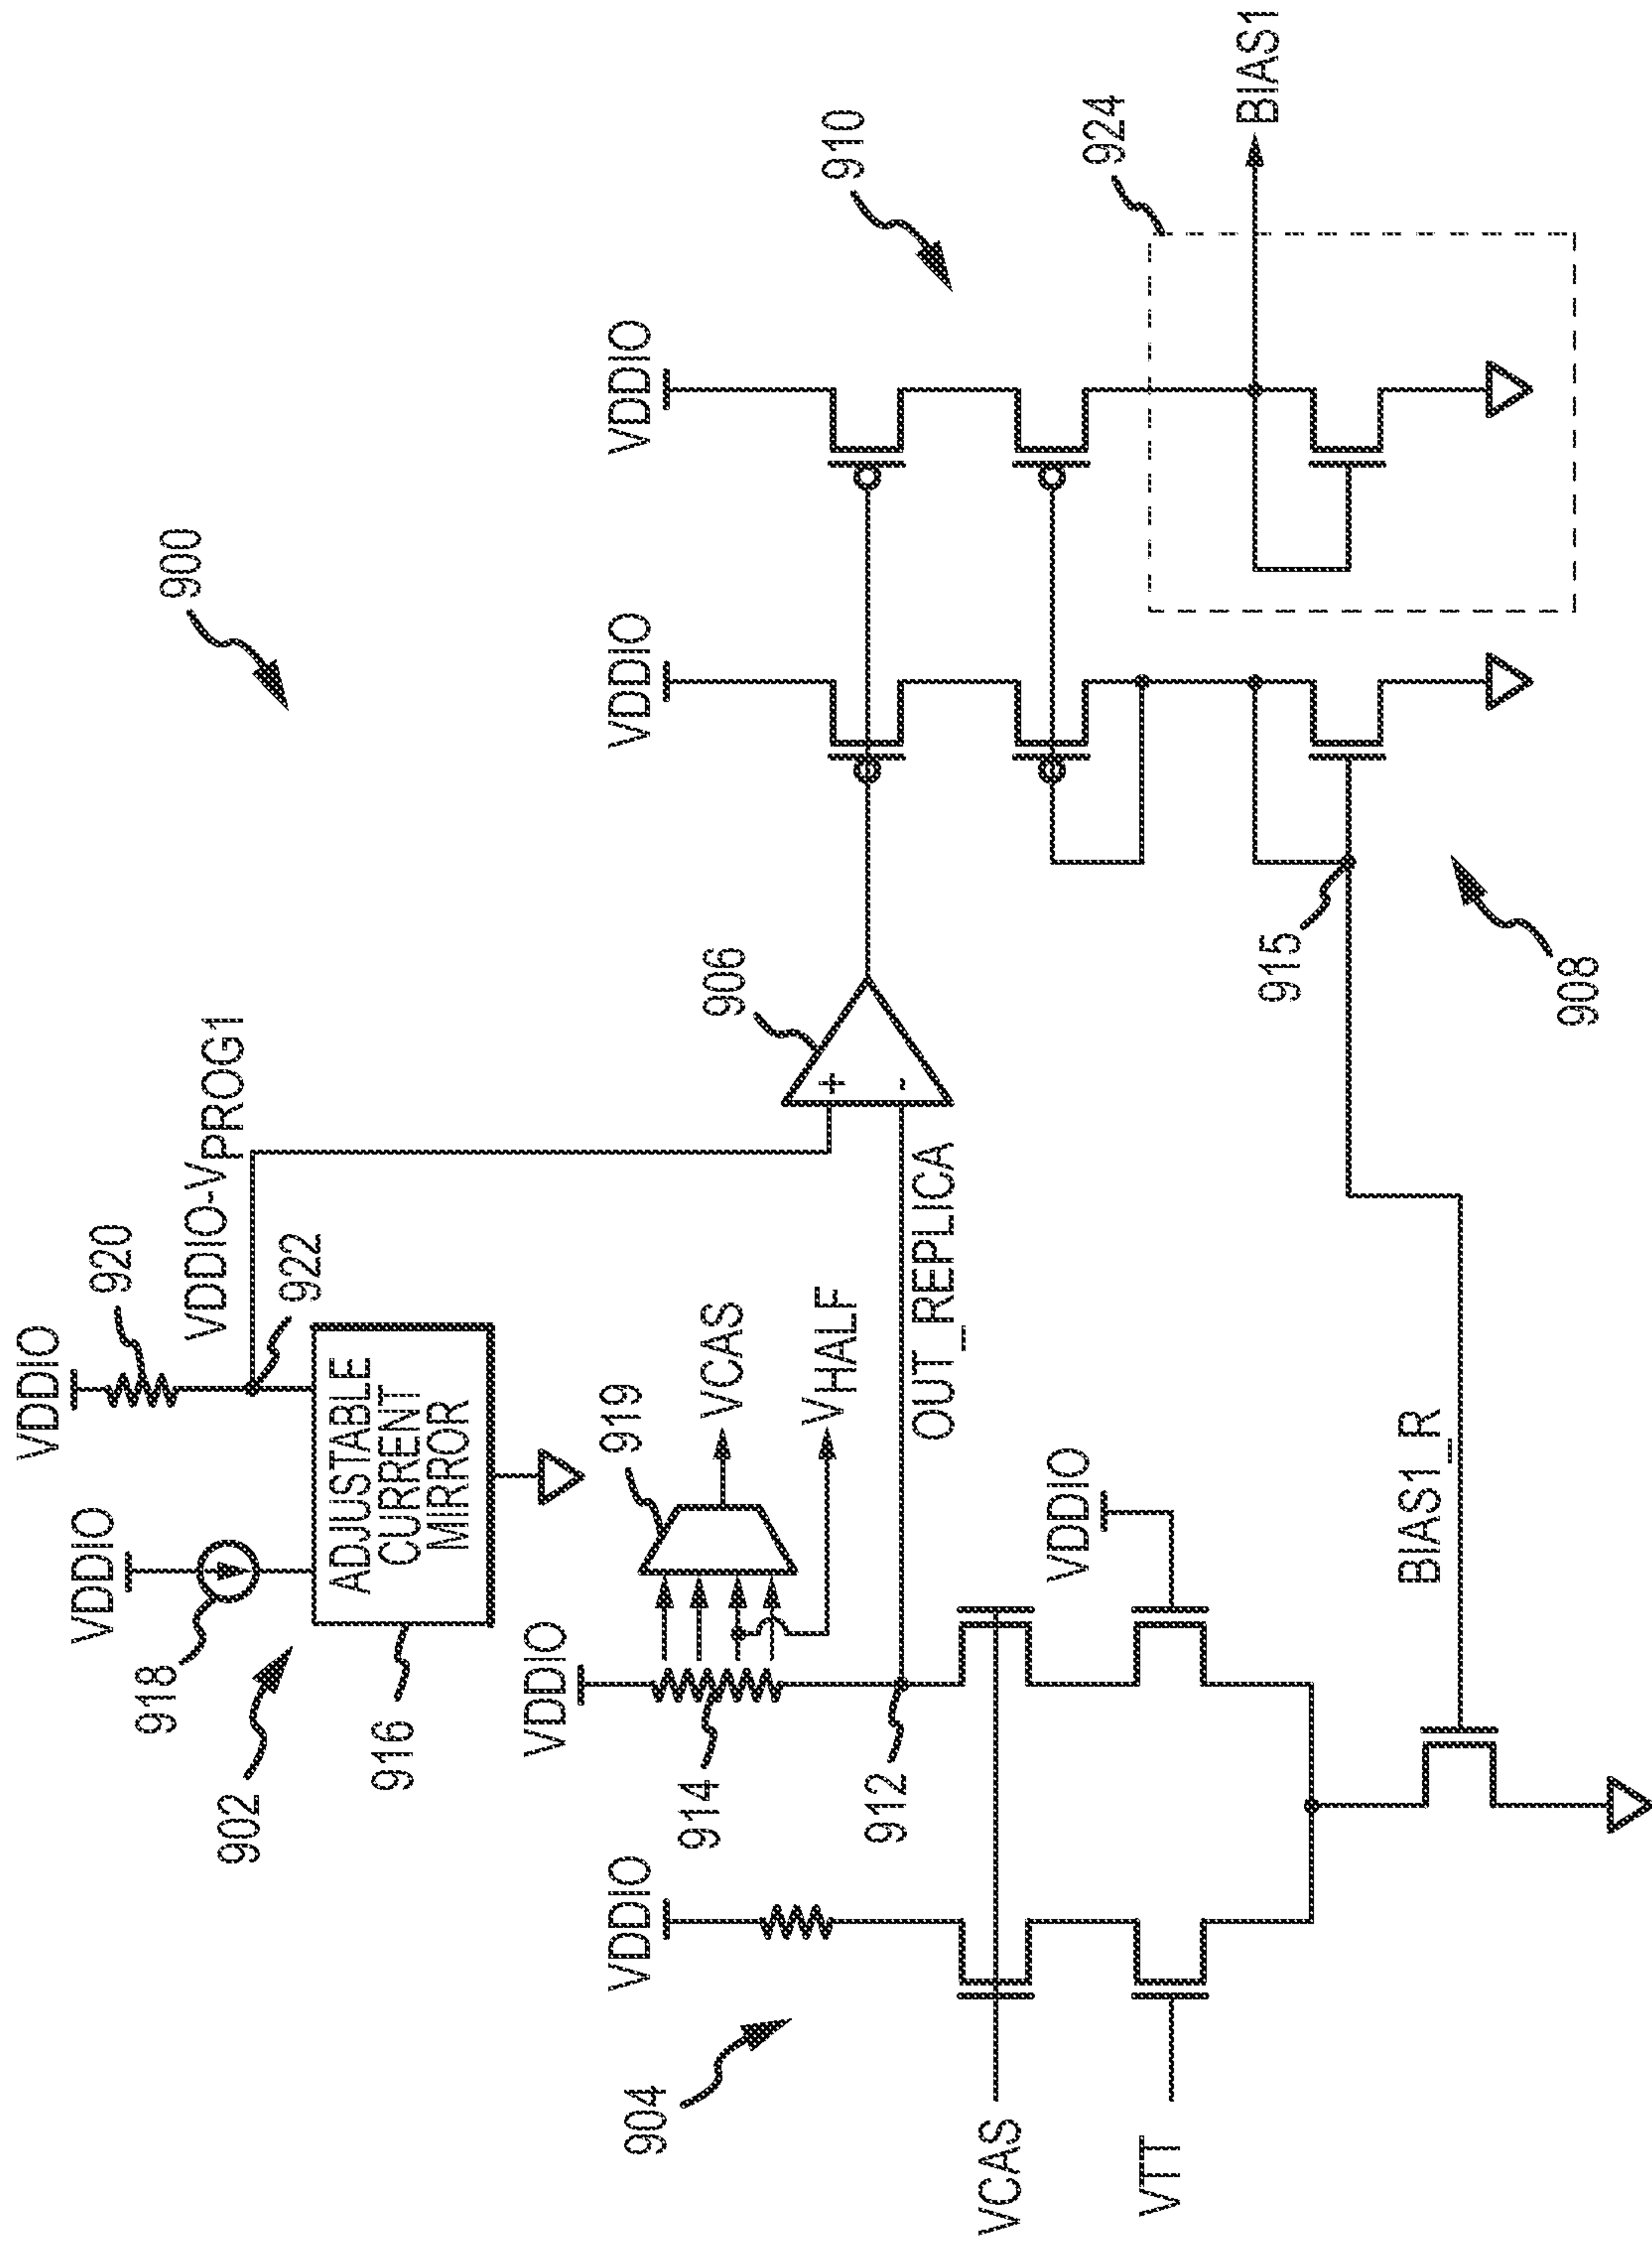 900
VDDIO
VDDIO
920
918
902
916
ADJUSTABLE
CURRENT
MIRROR
VDDIO-VPROG1
922
VDDIO
914
919
VCAS
VHALF
912
OUT_REPLICA
906
+
-
904
VDDIO
VCAS
VTT
VDDIO
BIAS1_R
VDDIO
VDDIO
910
915
908
924
BIAS1